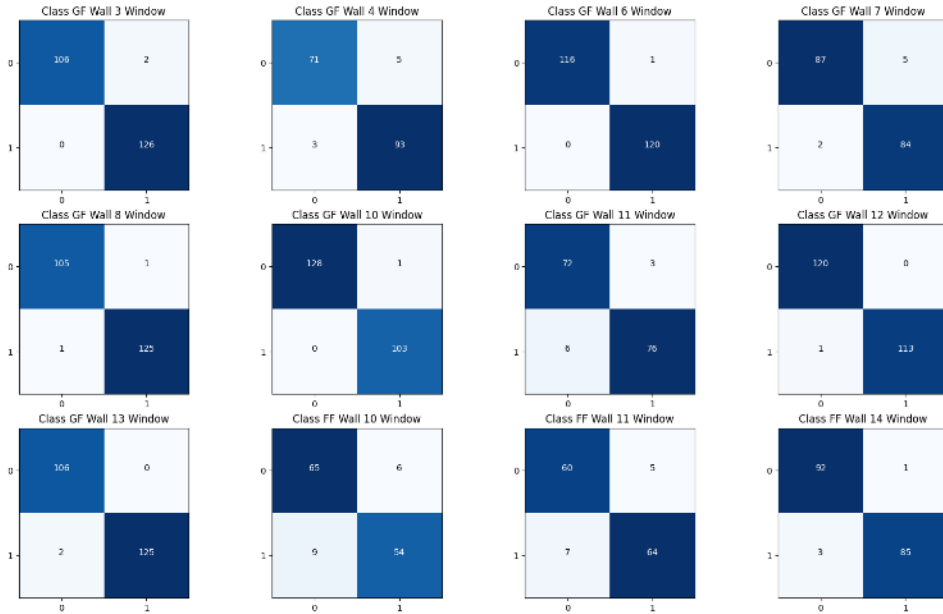 Class GF Wall 3 Window
Class GF Wall 4 Window
Class GF Wall 6 Window
Class GF Wall 7 Window
0 106 2
0 71 5
0 116 1
0 87 5
1 0 126
1 3 93
1 0 120
1 2 84
0 1
0 1
0 1
0 1
Class GF Wall 8 Window
Class GF Wall 10 Window
Class GF Wall 11 Window
Class GF Wall 12 Window
0 105 1
0 128 1
0 72 3
0 120 0
1 1 125
1 0 103
1 6 76
1 1 113
0 1
0 1
0 1
0 1
Class GF Wall 13 Window
Class FF Wall 10 Window
Class FF Wall 11 Window
Class FF Wall 14 Window
0 106 0
0 65 6
0 60 5
0 92 1
1 2 125
1 9 54
1 7 64
1 3 85
0 1
0 1
0 1
0 1